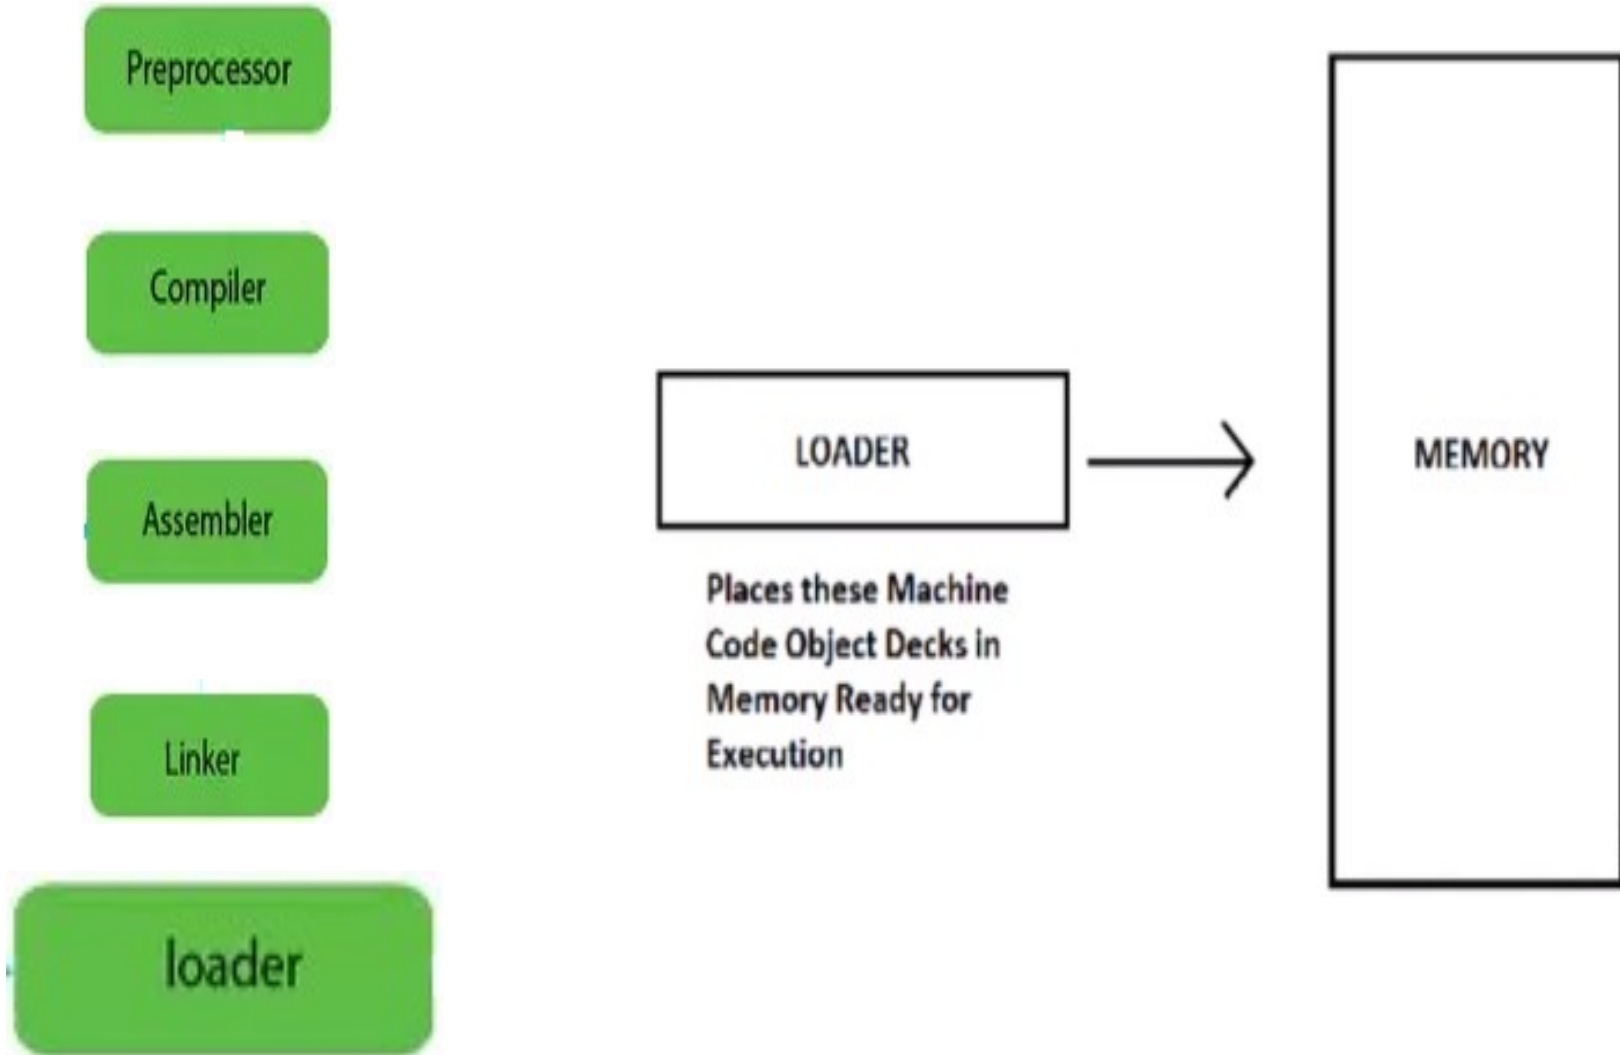 Preprocessor
Compiler
Assembler
Linker
loader
LOADER
Places these Machine
Code Object Decks in
Memory Ready for
Execution
MEMORY